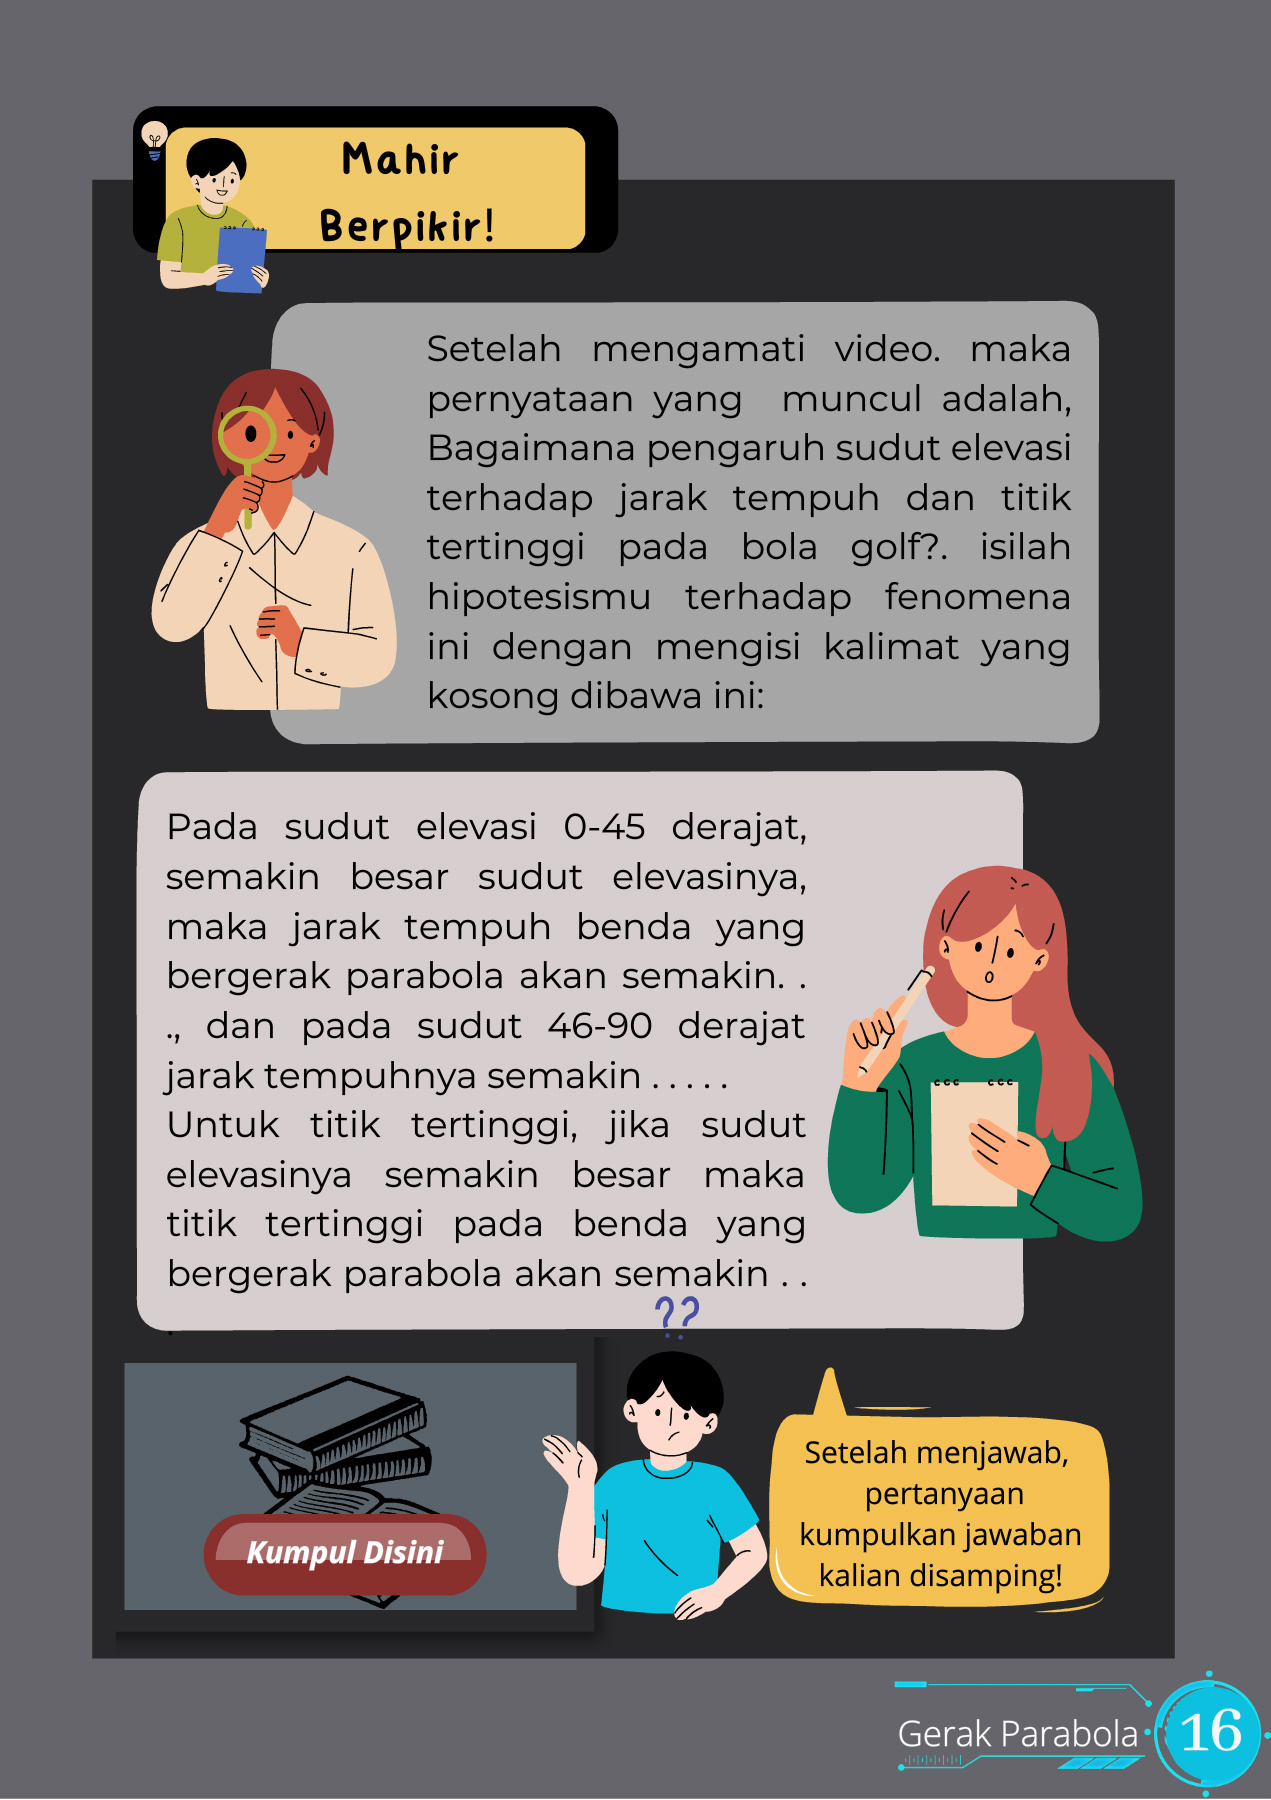 Mahir
Berpikir!
Setelah mengamati video. maka
pernyataan yang muncul adalah,
Bagaimana pengaruh sudut elevasi
terhadap jarak tempuh dan titik
tertinggi pada bola golf?. isilah
hipotesismu terhadap fenomena
ini dengan mengisi kalimat yang
kosong dibawa ini:
Pada sudut elevasi 0-45 derajat,
semakin besar sudut elevasinya,
maka jarak tempuh benda yang
bergerak parabola akan semakin. .
., dan pada sudut 46-90 derajat
jarak tempuhnya semakin . . . . .
Untuk titik tertinggi, jika sudut
elevasinya semakin besar maka
titik tertinggi pada benda yang
bergerak parabola akan semakin . .
.
??
Kumpul Disini
Setelah menjawab,
pertanyaan
kumpulkan jawaban
kalian disamping!
Gerak Parabola
16